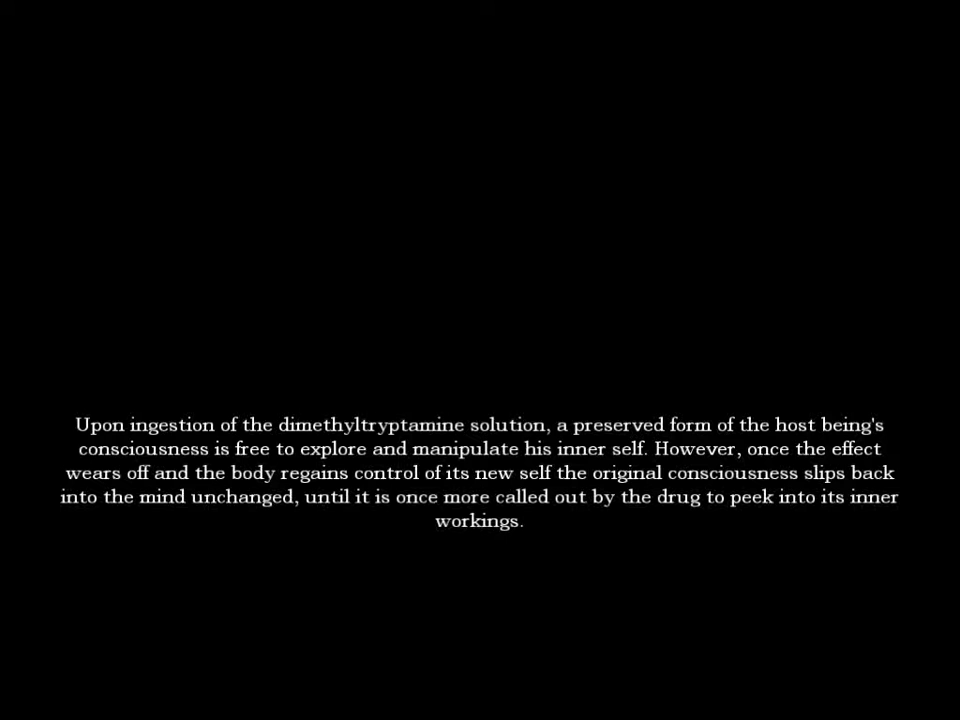 Upon ingestion of the dimethyltryptamine solution, a preserved form of the host being's
consciousness is free to explore and manipulate his inner self. However, once the effect
wears off and the body regains control of its new self the original consciousness slips back
into the mind unchanged, until it is once more called out by the drug to peek into its inner
workings.